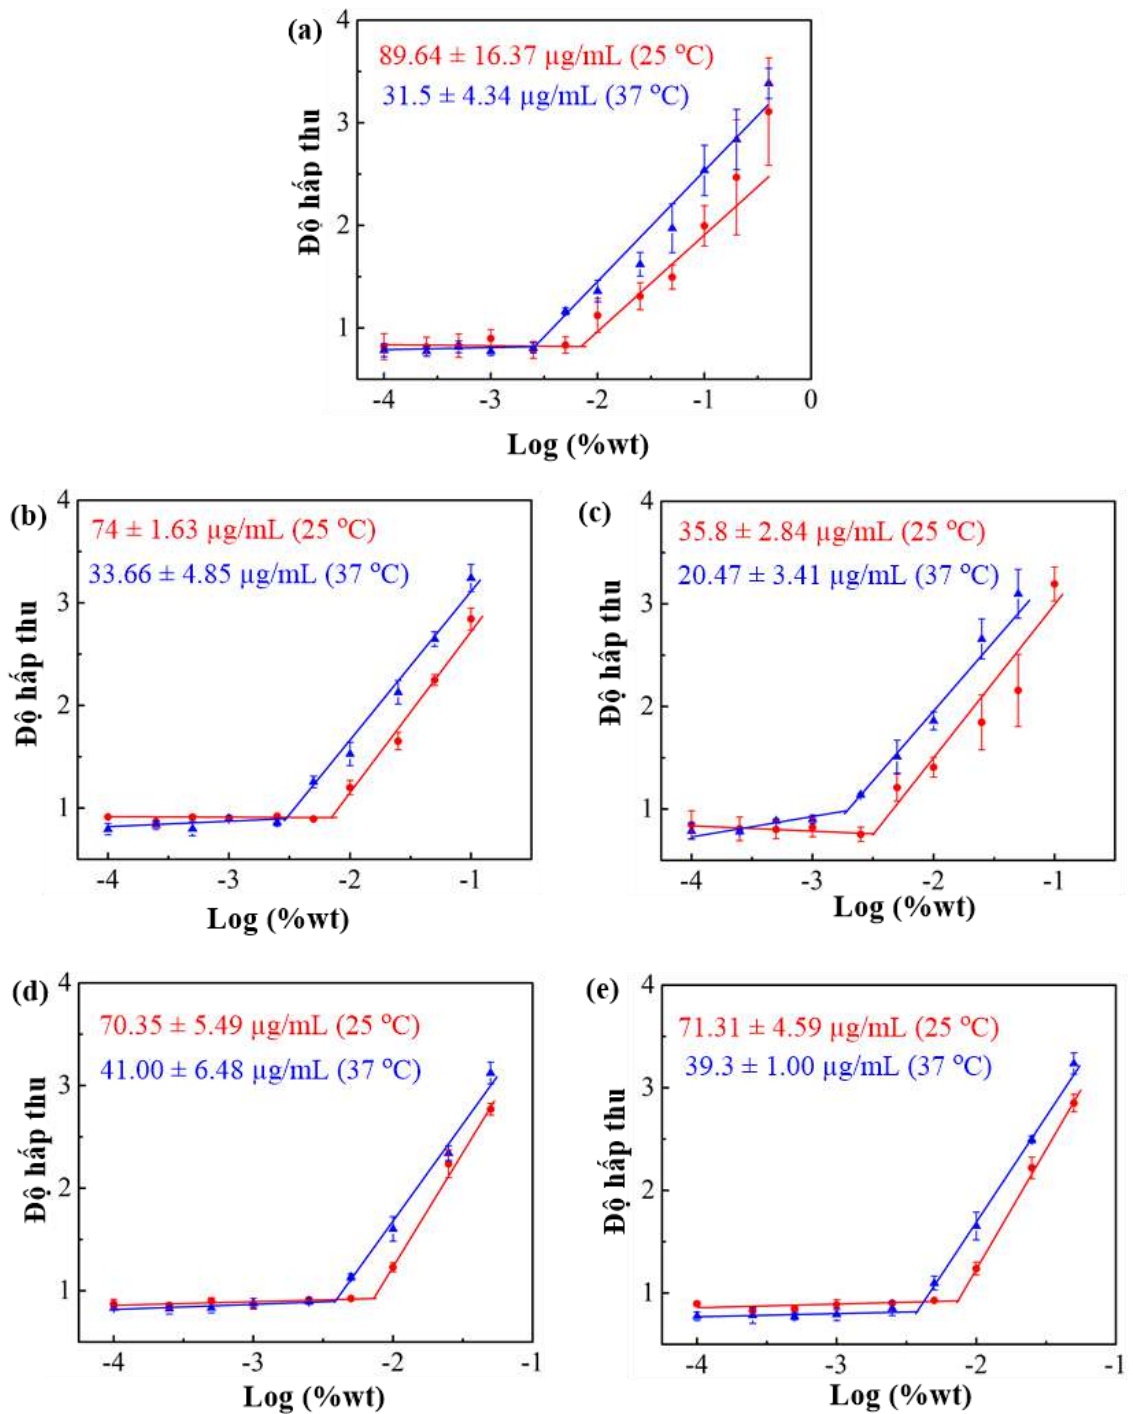 (a)
89.64 ± 16.37 µg/mL (25 °C)
31.5 ± 4.34 µg/mL (37 °C)
Độ hấp thu
4
3
2
1
-4 -3 -2 -1 0
Log (%wt)
(b)
74 ± 1.63 µg/mL (25 °C)
33.66 ± 4.85 µg/mL (37 °C)
Độ hấp thu
4
3
2
1
-4 -3 -2 -1
Log (%wt)
(c)
35.8 ± 2.84 µg/mL (25 °C)
20.47 ± 3.41 µg/mL (37 °C)
Độ hấp thu
4
3
2
1
-4 -3 -2 -1
Log (%wt)
(d)
70.35 ± 5.49 µg/mL (25 °C)
41.00 ± 6.48 µg/mL (37 °C)
Độ hấp thu
4
3
2
1
-4 -3 -2 -1
Log (%wt)
(e)
71.31 ± 4.59 µg/mL (25 °C)
39.3 ± 1.00 µg/mL (37 °C)
Độ hấp thu
4
3
2
1
-4 -3 -2 -1
Log (%wt)